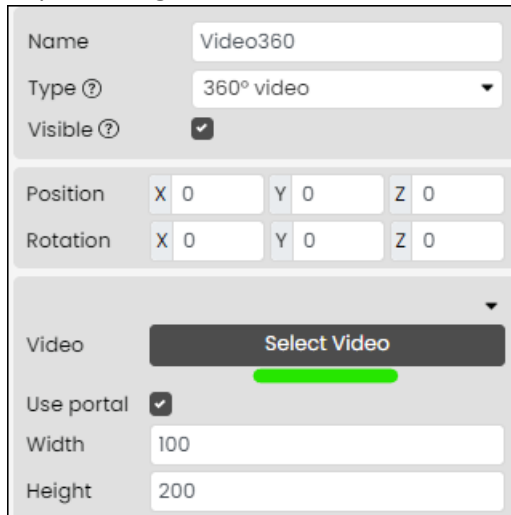 Name Video360
Type ? 360° video
Visible ?
Position X 0 Y 0 Z 0
Rotation X 0 Y 0 Z 0
Video Select Video
Use portal
Width 100
Height 200